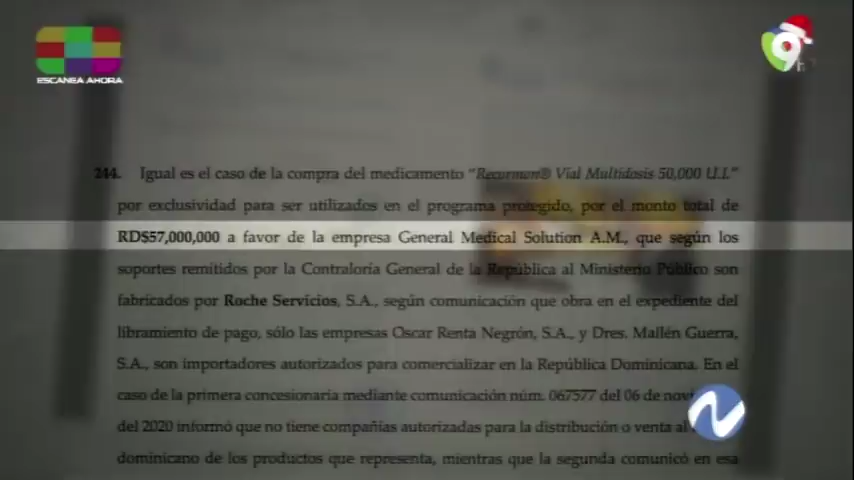 ESCANEA AHORA
9
244. Igual es el caso de la compra del medicamento “Recormon® Vial Multidosis 50,000 U.I.”
por exclusividad para ser utilizados en el programa protegido, por el monto total de
RD$57,000,000 a favor de la empresa General Medical Solution A.M., que según los
soportes remitidos por la Contraloría General de la República al Ministerio Público son
fabricados por Roche Servicios, S.A., según comunicación que obra en el expediente del
libramiento de pago, sólo las empresas Oscar Renta Negrón, S.A., y Dres. Mallén Guerra,
S.A., son importadores autorizados para comercializar en la República Dominicana. En el
caso de la primera concesionaria mediante comunicación núm. 067577 del 06 de
del 2020 informó que no tiene compañías autorizadas para la distribución o venta al
dominicano de los productos que representa, mientras que la segunda comunicó en esa